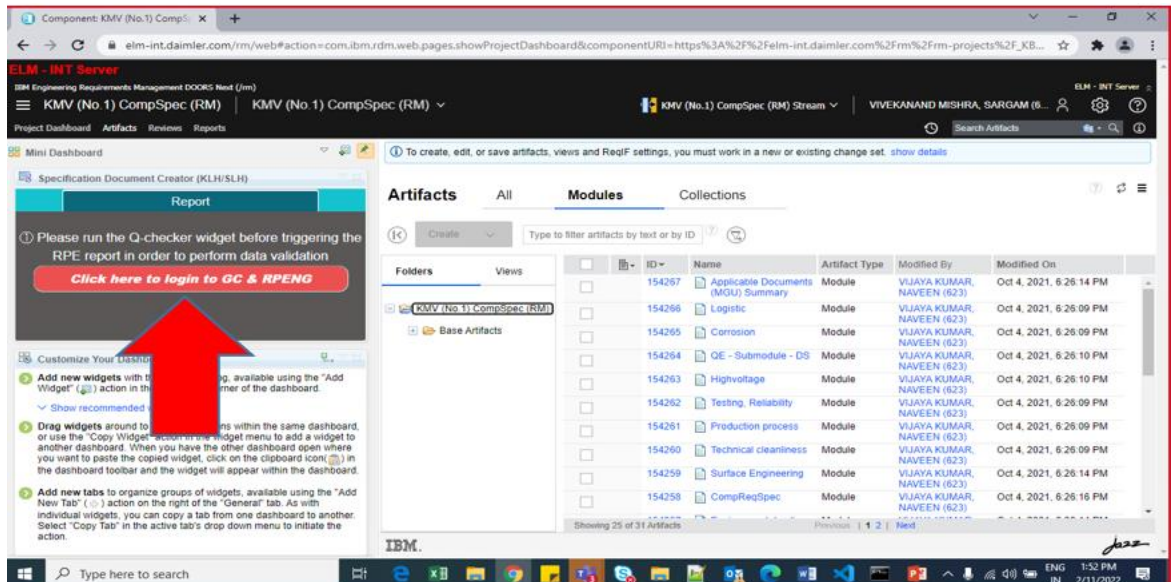 Component: KMV (No.1) CompS
elm-int.daimler.com/rm/web#action=com.ibm.rdm.web.pages.showProjectDashboard&componentURI=https%3A%2F%2Felm-int.daimler.com%2Frm%2Frm-projects%2F_KB...
ELM - INT Server
IBM Engineering Requirements Management DOORS Next (/rm)
ELM - INT Server
KMV (No.1) CompSpec (RM) KMV (No.1) CompSpec (RM)
KMV (No.1) CompSpec (RM) Stream
VIVEKANAND MISHRA, SARGAM (6...
Project Dashboard Artifacts Reviews Reports
Search Artifacts
Mini Dashboard
To create, edit, or save artifacts, views and ReqIF settings, you must work in a new or existing change set. show details
Specification Document Creator (KLH/SLH)
Report
Please run the Q-checker widget before triggering the
RPE report in order to perform data validation
Click here to login to GC & RPENG
Customize Your Dashb
Add new widgets with th og, available using the "Add
Widget" ( ) action in th rner of the dashboard.
Show recommended
Drag widgets around to ns within the same dashboard,
or use the "Copy Widget" action in the widget menu to add a widget to
another dashboard. When you have the other dashboard open where
you want to paste the copied widget, click on the clipboard icon( ) in
the dashboard toolbar and the widget will appear within the dashboard.
Add new tabs to organize groups of widgets, available using the "Add
New Tab" ( ) action on the right of the "General" tab. As with
individual widgets, you can copy a tab from one dashboard to another.
Select "Copy Tab" in the active tab's drop down menu to initiate the
action.
Artifacts All Modules Collections
Create
Type to filter artifacts by text or by ID
Folders Views
KMV (No.1) CompSpec (RM)
Base Artifacts
ID Name Artifact Type Modified By Modified On
154267 Applicable Documents (MGU) Summary Module VIJAYA KUMAR, NAVEEN (623) Oct 4, 2021, 6:26:14 PM
154266 Logistic Module VIJAYA KUMAR, NAVEEN (623) Oct 4, 2021, 6:26:09 PM
154265 Corrosion Module VIJAYA KUMAR, NAVEEN (623) Oct 4, 2021, 6:26:09 PM
154264 QE - Submodule - DS Module VIJAYA KUMAR, NAVEEN (623) Oct 4, 2021, 6:26:10 PM
154263 Highvoltage Module VIJAYA KUMAR, NAVEEN (623) Oct 4, 2021, 6:26:10 PM
154262 Testing, Reliability Module VIJAYA KUMAR, NAVEEN (623) Oct 4, 2021, 6:26:09 PM
154261 Production process Module VIJAYA KUMAR, NAVEEN (623) Oct 4, 2021, 6:26:09 PM
154260 Technical cleanliness Module VIJAYA KUMAR, NAVEEN (623) Oct 4, 2021, 6:26:09 PM
154259 Surface Engineering Module VIJAYA KUMAR, NAVEEN (623) Oct 4, 2021, 6:26:14 PM
154258 CompReqSpec Module VIJAYA KUMAR, NAVEEN (623) Oct 4, 2021, 6:26:16 PM
Showing 25 of 31 Artifacts
Previous | 1 2 | Next
IBM.
Jazz
Type here to search
ENG
IN
1:52 PM
2/11/2022